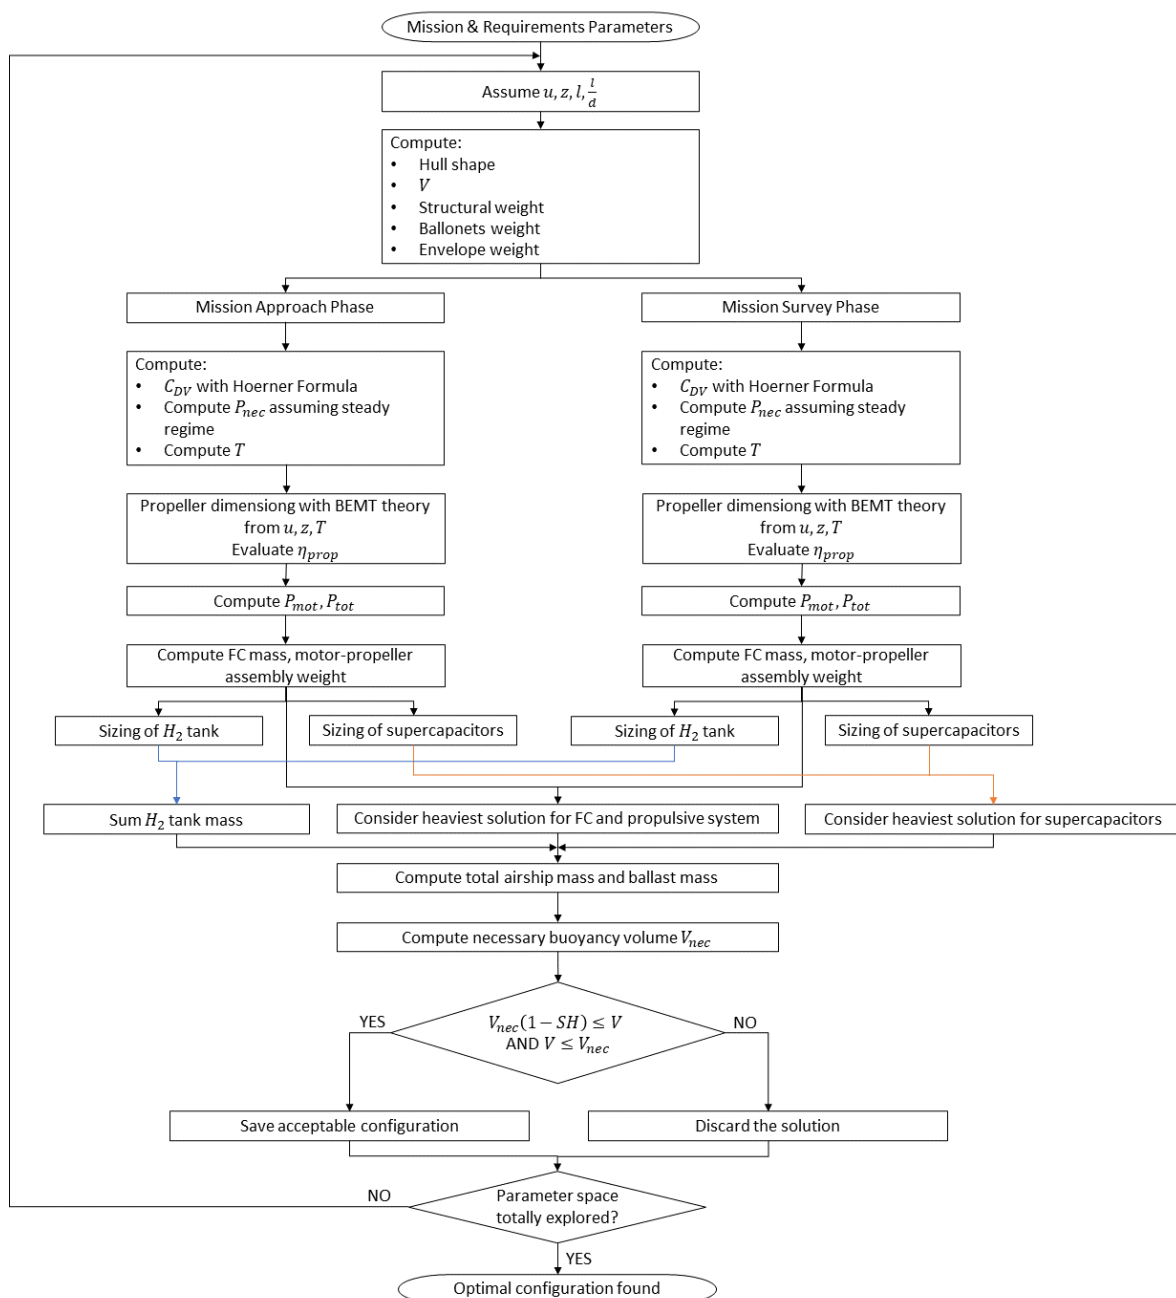 Mission & Requirements Parameters
Assume u, z, l, l/d
Compute:
• Hull shape
• V
• Structural weight
• Ballonets weight
• Envelope weight
Mission Approach Phase
Mission Survey Phase
Compute:
• C_DV with Hoerner Formula
• Compute P_nec assuming steady
regime
• Compute T
Compute:
• C_DV with Hoerner Formula
• Compute P_nec assuming steady
regime
• Compute T
Propeller dimensiong with BEMT theory
from u, z, T
Evaluate η_prop
Propeller dimensiong with BEMT theory
from u, z, T
Evaluate η_prop
Compute P_mot, P_tot
Compute P_mot, P_tot
Compute FC mass, motor-propeller
assembly weight
Compute FC mass, motor-propeller
assembly weight
Sizing of H_2 tank
Sizing of supercapacitors
Sizing of H_2 tank
Sizing of supercapacitors
Sum H_2 tank mass
Consider heaviest solution for FC and propulsive system
Consider heaviest solution for supercapacitors
Compute total airship mass and ballast mass
Compute necessary buoyancy volume V_nec
YES
V_nec(1 − SH) ≤ V
AND V ≤ V_nec
NO
Save acceptable configuration
Discard the solution
NO
Parameter space
totally explored?
YES
Optimal configuration found